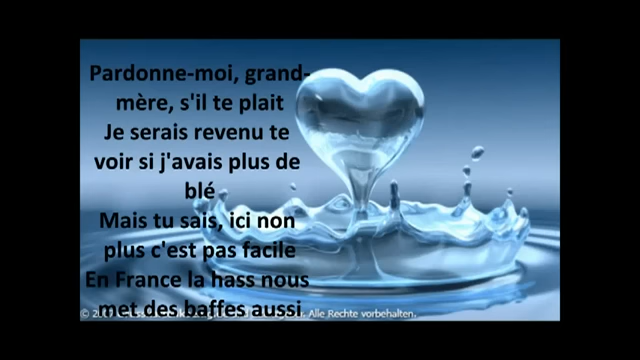 Pardonne-moi, grand-
mère, s'il te plait
Je serais revenu te
voir si j'avais plus de
blé
Mais tu sais, ici non
plus c'est pas facile
En France la hass nous
met des baffes aussi
Alle Rechte vorbehalten.